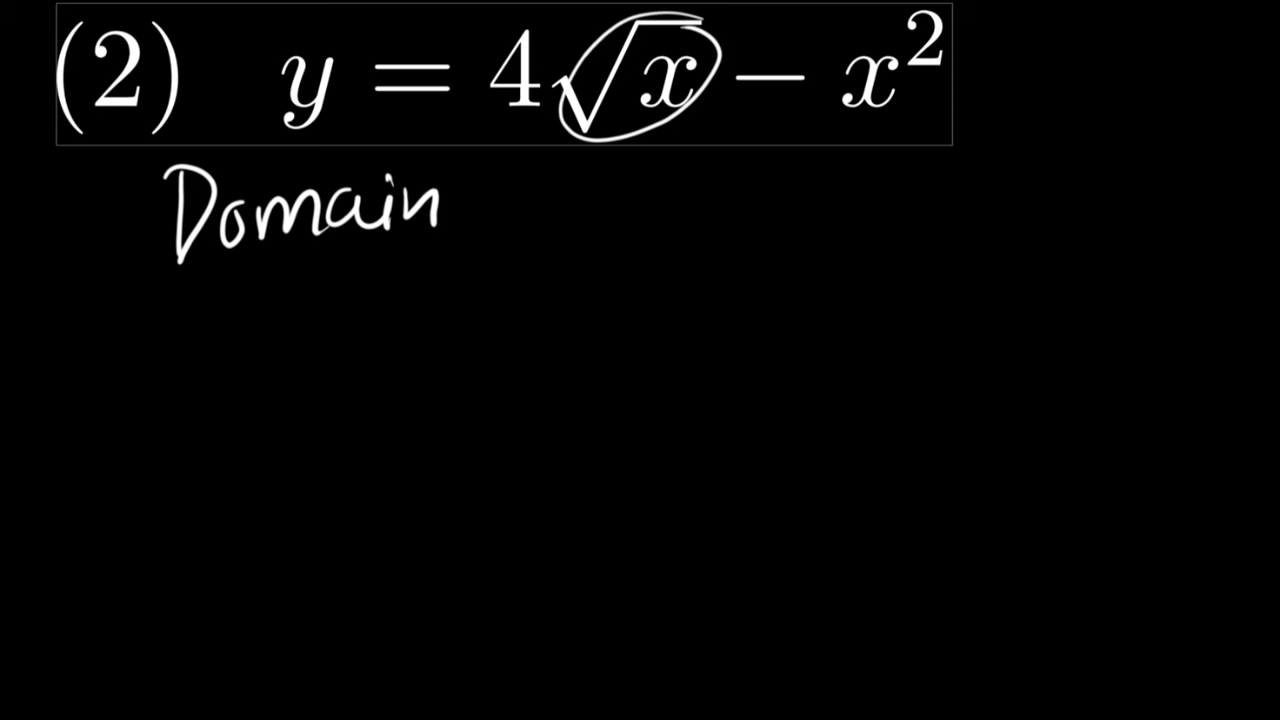 (2) y = 4√x − x²
Domain